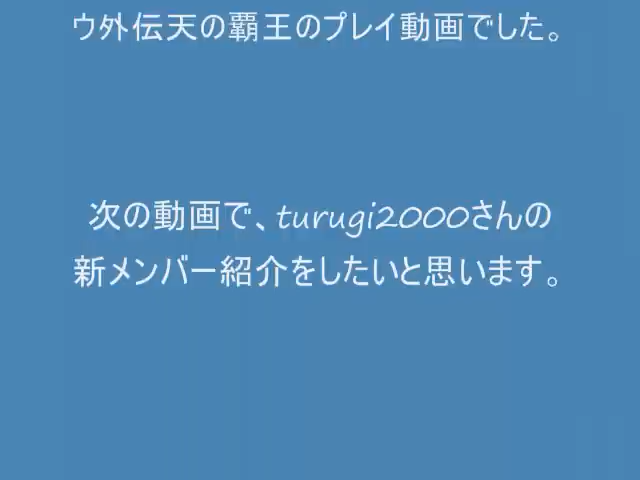 ウ外伝天の覇王のプレイ動画でした。
次の動画で、turugi2000さんの
新メンバー紹介をしたいと思います。